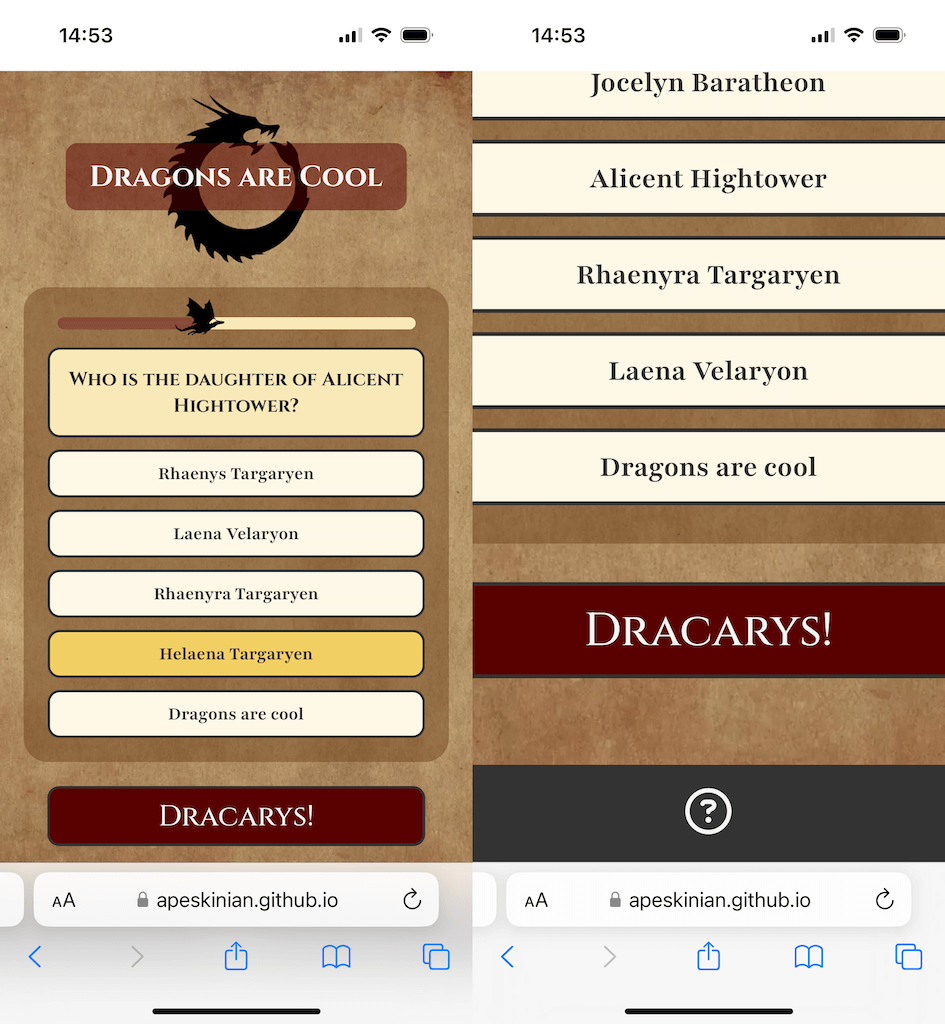 14:53
Dragons are Cool
Who is the daughter of Alicent
Hightower?
Rhaenys Targaryen
Laena Velaryon
Rhaenyra Targaryen
Helaena Targaryen
Dragons are cool
Dracarys!
AA
apeskinian.github.io
14:53
Jocelyn Baratheon
Alicent Hightower
Rhaenyra Targaryen
Laena Velaryon
Dragons are cool
Dracarys!
?
AA
apeskinian.github.io